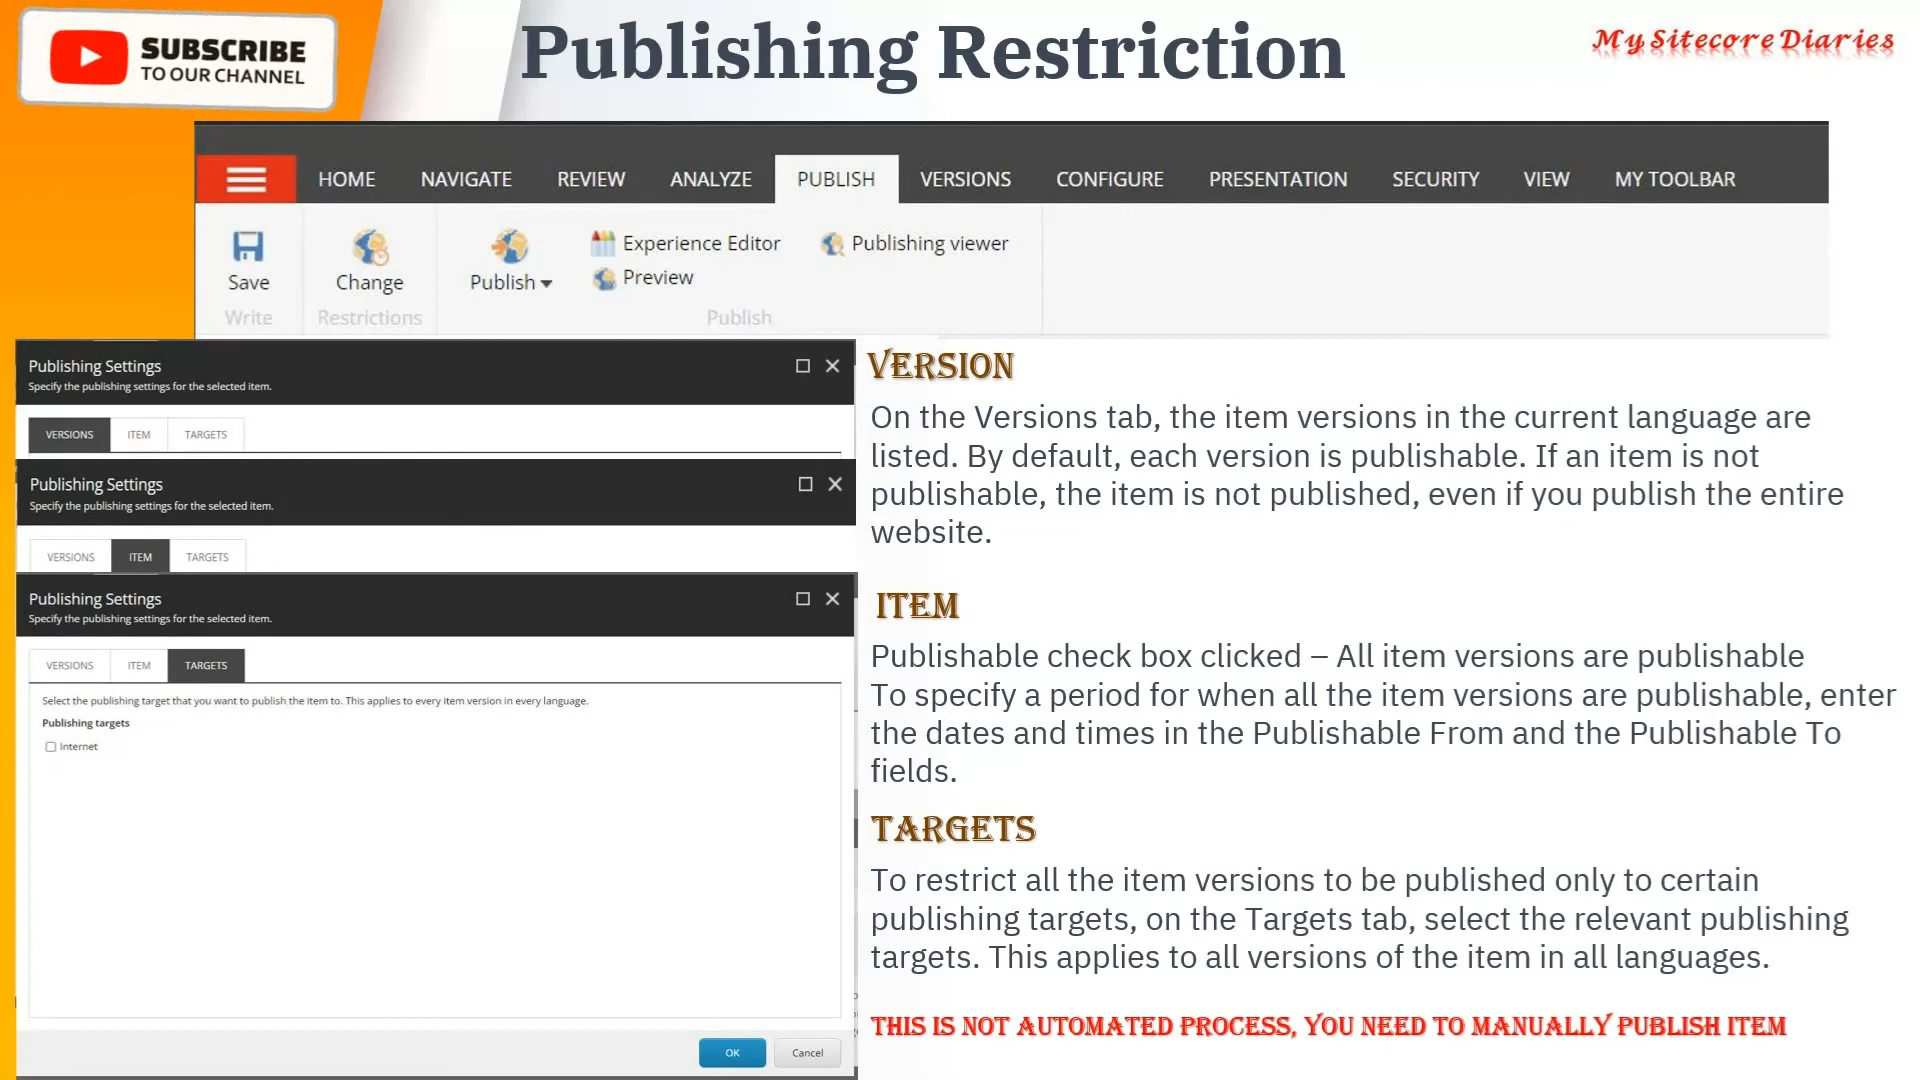 SUBSCRIBE
TO OUR CHANNEL
Publishing Restriction
My Sitecore Diaries
HOME NAVIGATE REVIEW ANALYZE PUBLISH VERSIONS CONFIGURE PRESENTATION SECURITY VIEW MY TOOLBAR
Save
Write
Change
Restrictions
Publish
Experience Editor
Preview
Publishing viewer
Publish
Publishing Settings
Specify the publishing settings for the selected item.
VERSIONS ITEM TARGETS
Publishing Settings
Specify the publishing settings for the selected item.
VERSIONS ITEM TARGETS
Publishing Settings
Specify the publishing settings for the selected item.
VERSIONS ITEM TARGETS
Select the publishing target that you want to publish the item to. This applies to every item version in every language.
Publishing targets
Internet
OK Cancel
VERSION
On the Versions tab, the item versions in the current language are
listed. By default, each version is publishable. If an item is not
publishable, the item is not published, even if you publish the entire
website.
ITEM
Publishable check box clicked – All item versions are publishable
To specify a period for when all the item versions are publishable, enter
the dates and times in the Publishable From and the Publishable To
fields.
TARGETS
To restrict all the item versions to be published only to certain
publishing targets, on the Targets tab, select the relevant publishing
targets. This applies to all versions of the item in all languages.
THIS IS NOT AUTOMATED PROCESS, YOU NEED TO MANUALLY PUBLISH ITEM